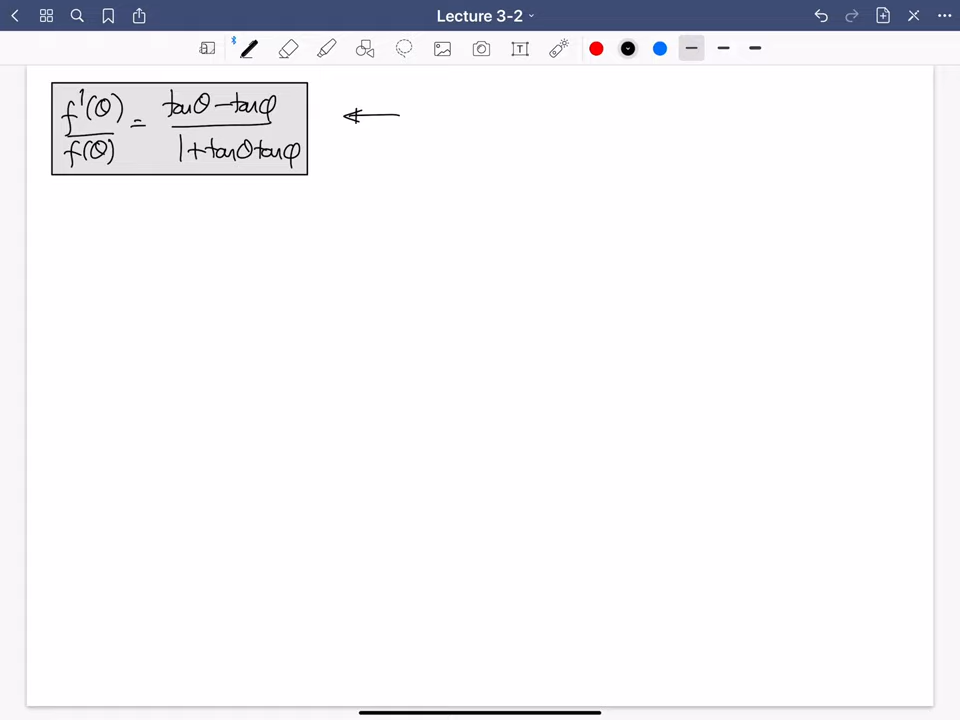 Lecture 3-2
f'(θ)/f(θ) = (tanθ - tanφ)/(1 + tanθ tanφ) ←